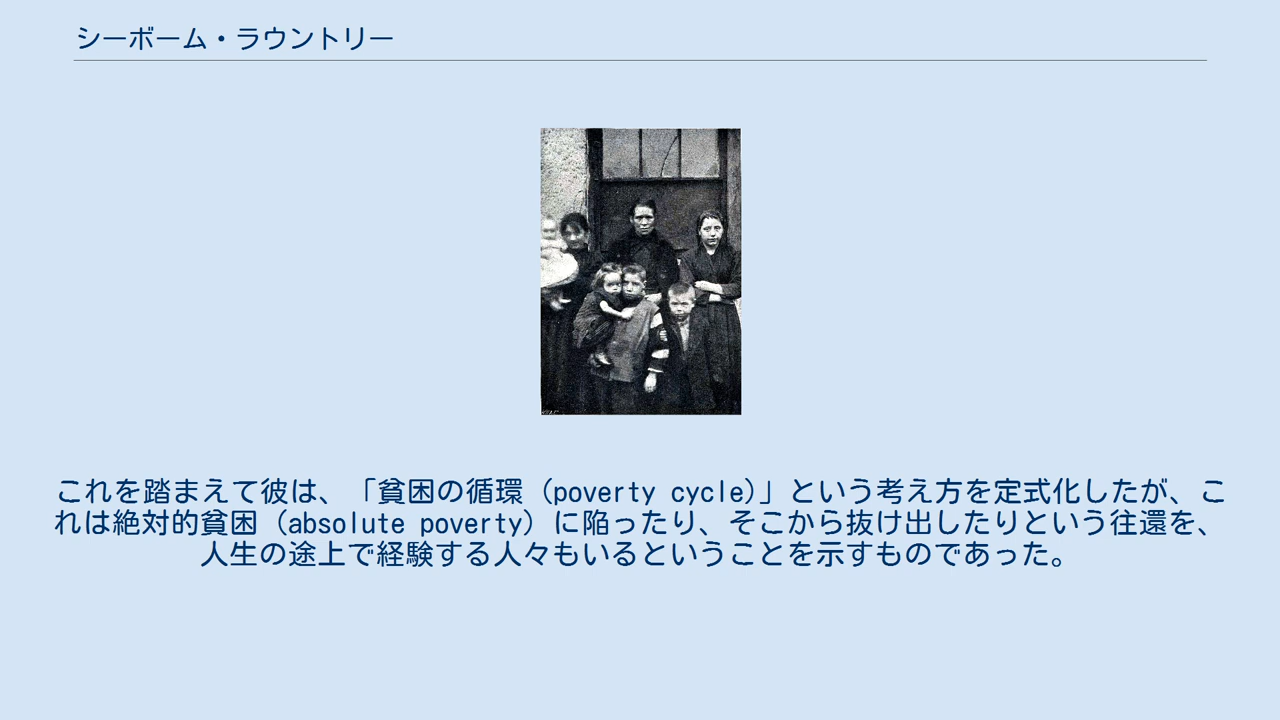 シーボーム・ラウントリー
これを踏まえて彼は、「貧困の循環（poverty cycle)」という考え方を定式化したが、こ
れは絶対的貧困（absolute poverty）に陥ったり、そこから抜け出したりという往還を、
人生の途上で経験する人々もいるということを示すものであった。